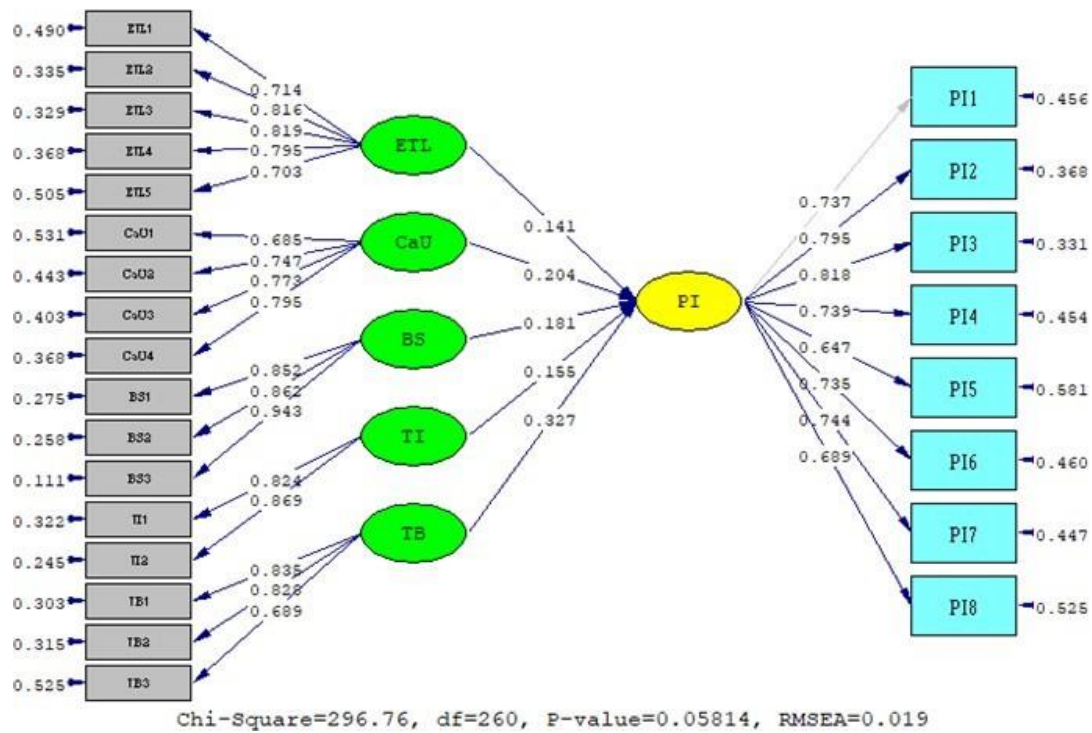 0.490 ETL1
0.335 ETL2
0.329 ETL3
0.368 ETL4
0.505 ETL5
0.531 CaU1
0.443 CaU2
0.403 CaU3
0.368 CaU4
0.275 BS1
0.258 BS2
0.111 BS3
0.322 TI1
0.245 TI2
0.303 TB1
0.315 TB2
0.525 TB3
0.714
0.816
0.819
0.795
0.703
0.685
0.747
0.773
0.795
0.852
0.862
0.943
0.824
0.869
0.835
0.828
0.689
ETL
CaU
BS
TI
TB
0.141
0.204
0.181
0.155
0.327
PI
0.737
0.795
0.818
0.739
0.647
0.735
0.744
0.689
PI1 0.456
PI2 0.368
PI3 0.331
PI4 0.454
PI5 0.581
PI6 0.460
PI7 0.447
PI8 0.525
Chi-Square=296.76, df=260, P-value=0.05814, RMSEA=0.019